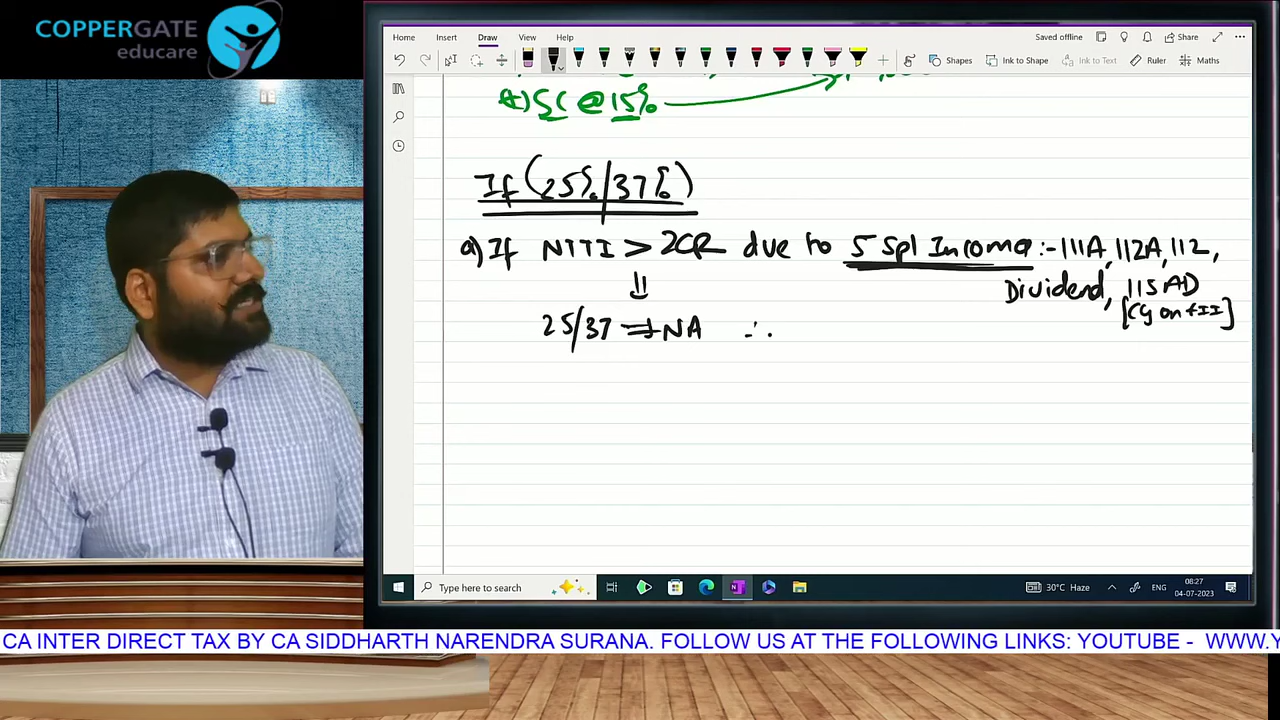 COPPERGATE
educare
Home Insert Draw View Help
Saved offline Share
Shapes Ink to Shape Ink to Text Ruler Maths
SC @ 15%
If (25%/37%)
a) If NTTI > 2CR due to 5 Spl Income :- 111A, 112A, 112,
Dividend, 115AD
[CG on FII]
25/37 ⇒ NA ∴
Type here to search
30°C Haze ENG 08:27
04-07-2023
CA INTER DIRECT TAX BY CA SIDDHARTH NARENDRA SURANA. FOLLOW US AT THE FOLLOWING LINKS: YOUTUBE - WWW.Y